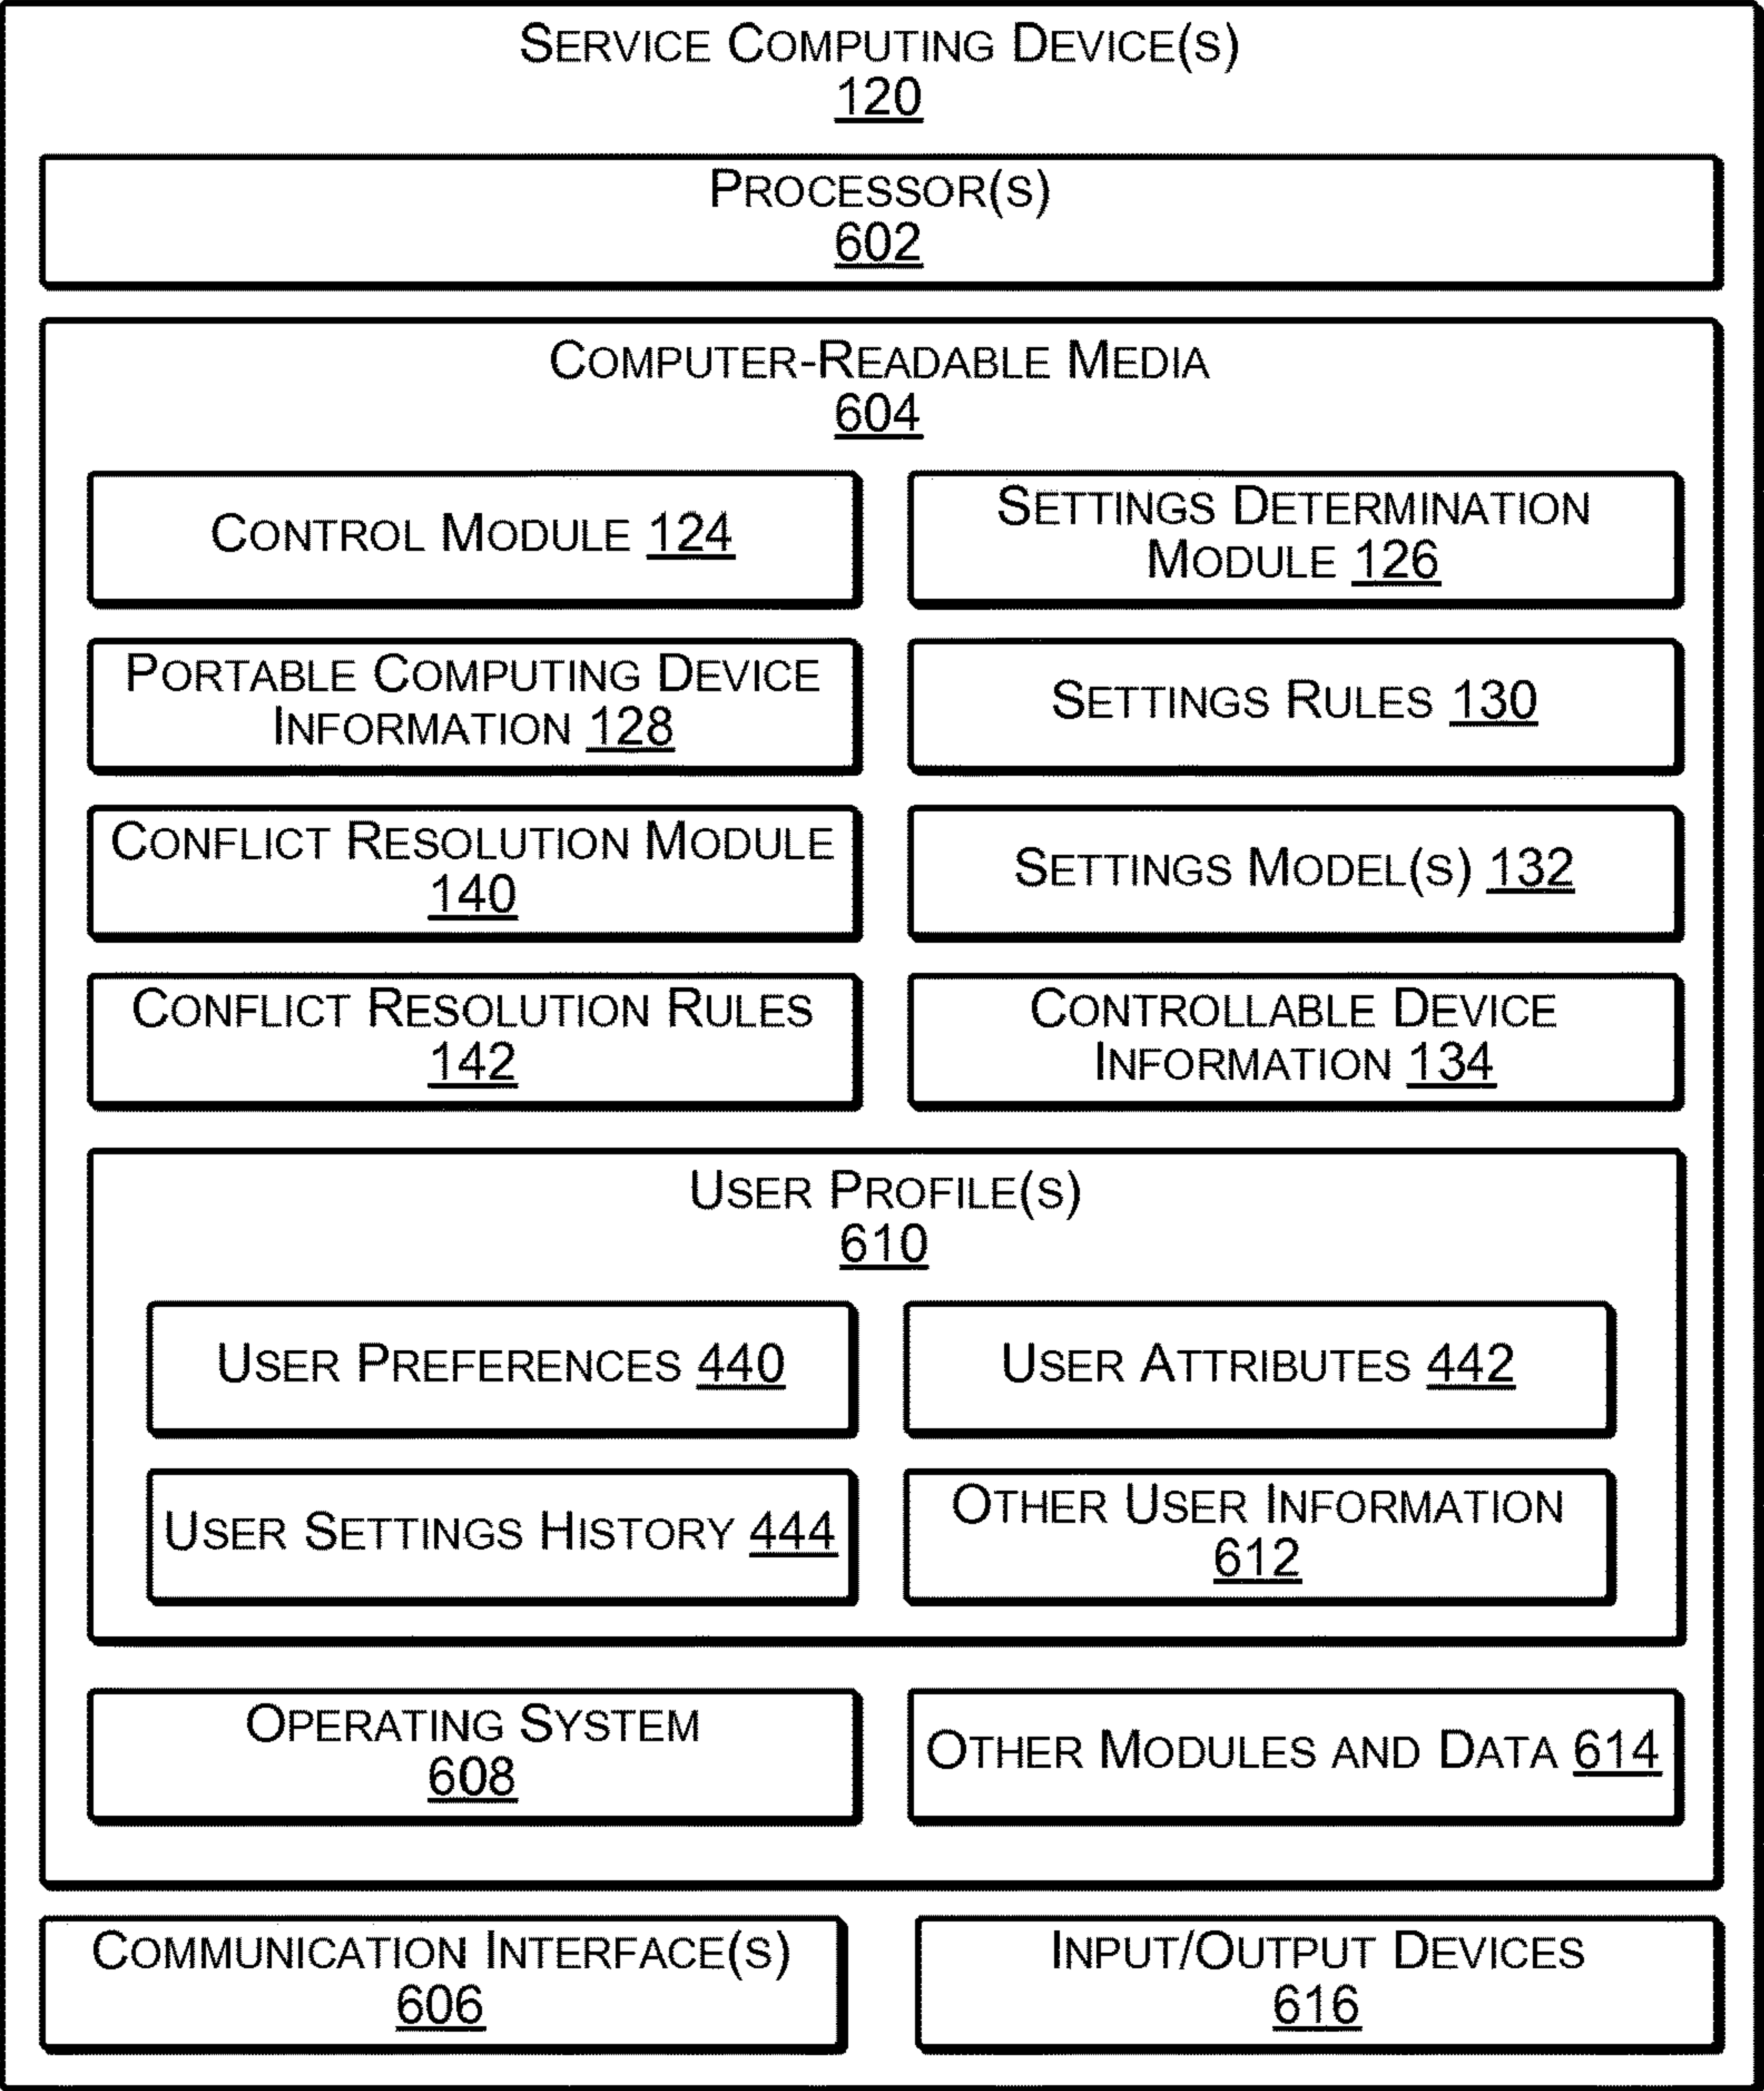 SERVICE COMPUTING DEVICE(S)
120
PROCESSOR(S)
602
COMPUTER-READABLE MEDIA
604
CONTROL MODULE 124
SETTINGS DETERMINATION
MODULE 126
PORTABLE COMPUTING DEVICE
INFORMATION 128
SETTINGS RULES 130
CONFLICT RESOLUTION MODULE
140
SETTINGS MODEL(S) 132
CONFLICT RESOLUTION RULES
142
CONTROLLABLE DEVICE
INFORMATION 134
USER PROFILE(S)
610
USER PREFERENCES 440
USER ATTRIBUTES 442
USER SETTINGS HISTORY 444
OTHER USER INFORMATION
612
OPERATING SYSTEM
608
OTHER MODULES AND DATA 614
COMMUNICATION INTERFACE(S)
606
INPUT/OUTPUT DEVICES
616